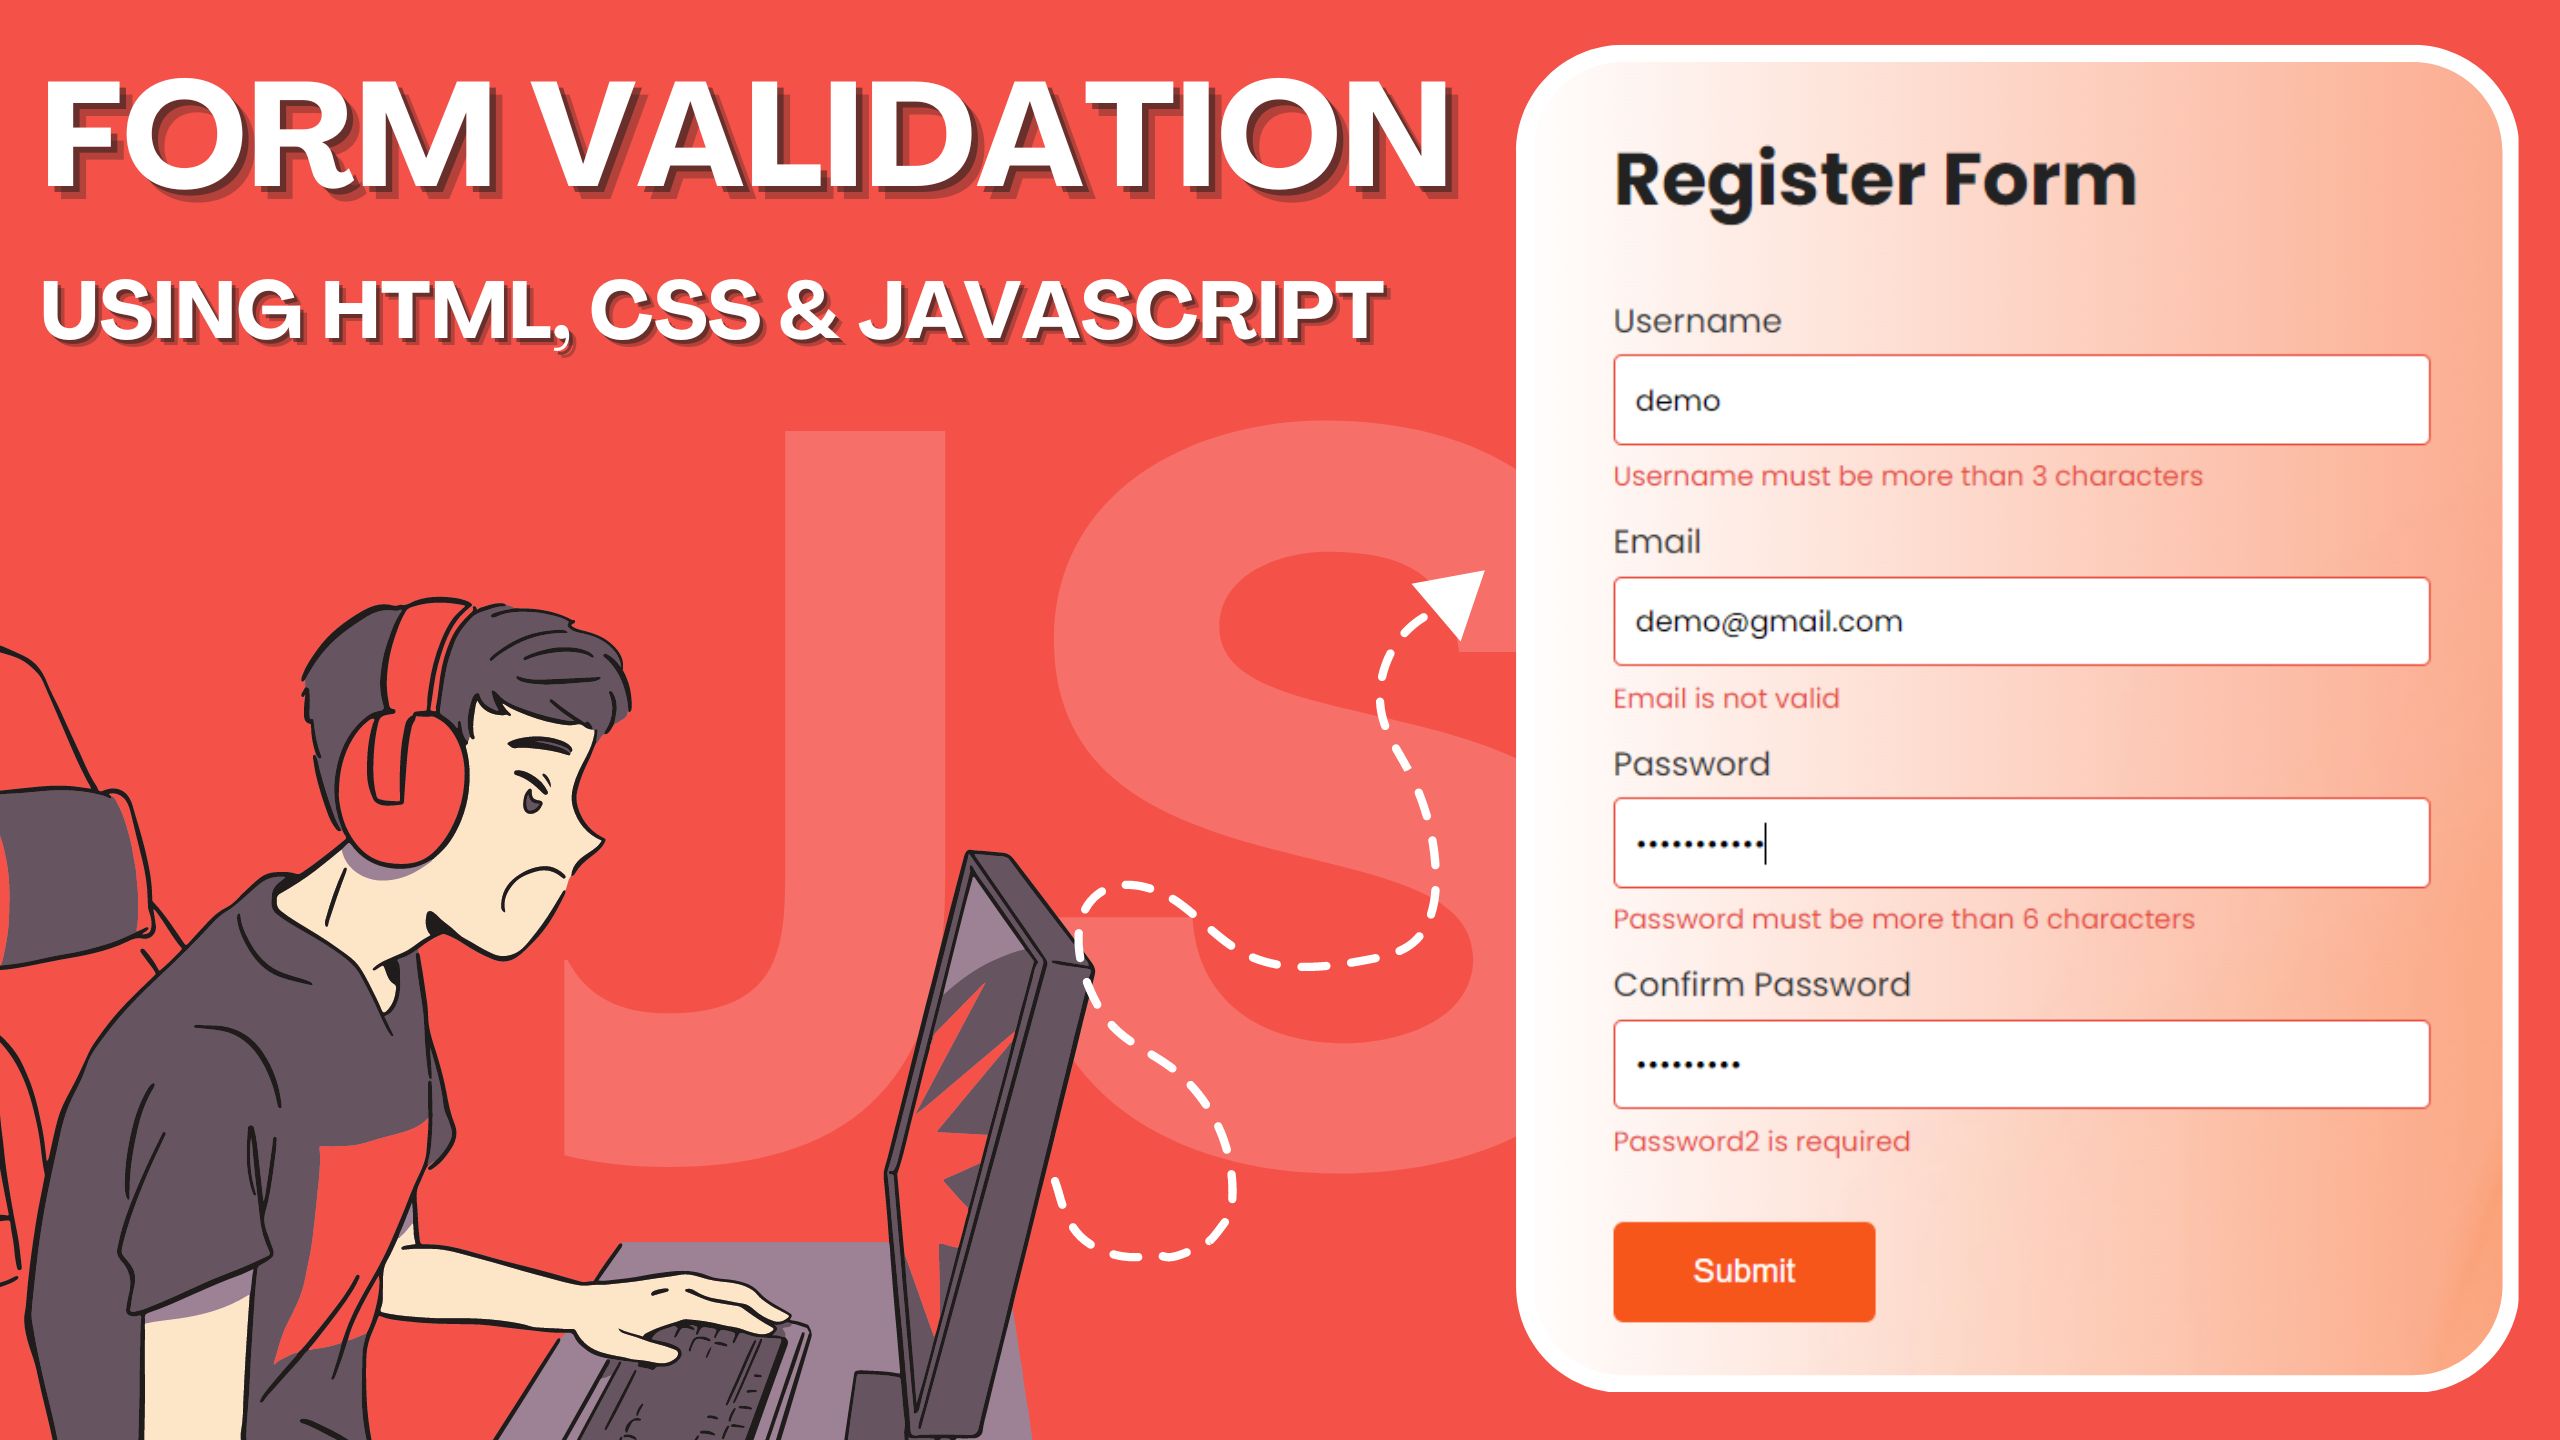 FORM VALIDATION
USING HTML, CSS & JAVASCRIPT
JS
Register Form
Username
demo
Username must be more than 3 characters
Email
demo@gmail.com
Email is not valid
Password
•••••••••••
Password must be more than 6 characters
Confirm Password
•••••••••
Password2 is required
Submit